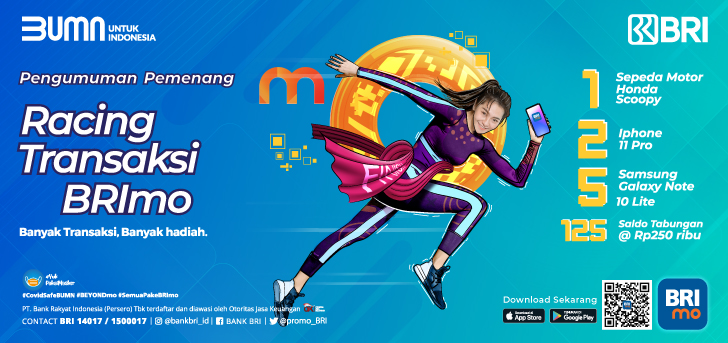 BUMN UNTUK
INDONESIA
BRI
Pengumuman Pemenang
m
Racing
Transaksi
BRImo
Banyak Transaksi, Banyak hadiah.
1 Sepeda Motor
Honda
Scoopy
2 Iphone
11 Pro
5 Samsung
Galaxy Note
10 Lite
125 Saldo Tabungan
@ Rp250 ribu
#Yuk
PakaiMasker
#CovidSafeBUMN #BEYONDmo #SemuaPakeBRImo
PT. Bank Rakyat Indonesia (Persero) Tbk terdaftar dan diawasi oleh Otoritas Jasa Keuangan
CONTACT BRI 14017 / 1500017 | @bankbri_id | BANK BRI | @promo_BRI
Download Sekarang
App Store
Google Play
BRI
mo